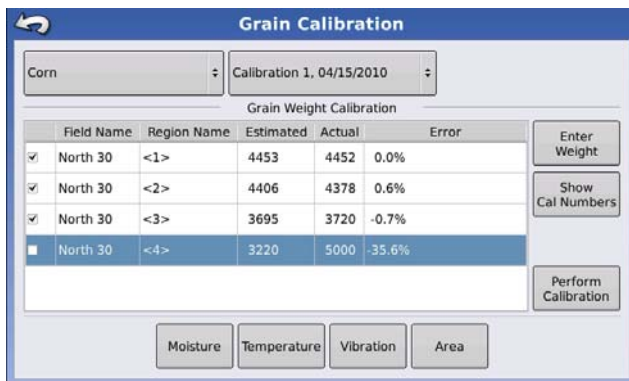 Grain Calibration
Corn
Calibration 1, 04/15/2010
Grain Weight Calibration
Field Name Region Name Estimated Actual Error
North 30 <1> 4453 4452 0.0%
North 30 <2> 4406 4378 0.6%
North 30 <3> 3695 3720 -0.7%
North 30 <4> 3220 5000 -35.6%
Enter
Weight
Show
Cal Numbers
Perform
Calibration
Moisture Temperature Vibration Area